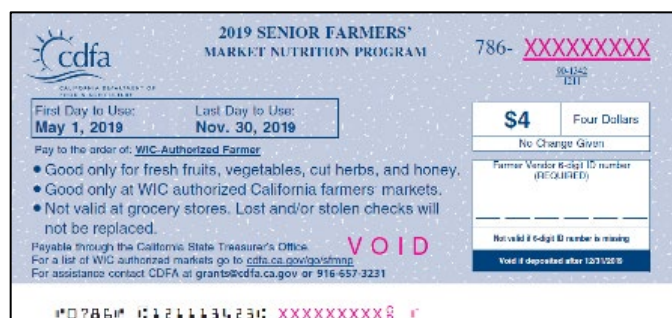 2019 SENIOR FARMERS’
MARKET NUTRITION PROGRAM
cdfa
CALIFORNIA DEPARTMENT OF
FOOD & AGRICULTURE
786- XXXXXXXXX
90-1342
1211
First Day to Use:
May 1, 2019
Last Day to Use:
Nov. 30, 2019
Pay to the order of: WIC-Authorized Farmer
• Good only for fresh fruits, vegetables, cut herbs, and honey.
• Good only at WIC authorized California farmers markets.
• Not valid at grocery stores. Lost and/or stolen checks will
not be replaced.
Payable through the California State Treasurer's Office
For a list of WIC authorized markets go to cdfa.ca.gov/go/sfmnp
For assistance contact CDFA at grants@cdfa.ca.gov or 916-657-3231
VOID
$4
Four Dollars
No Change Given
Farmer Vendor 6-digit ID number
(REQUIRED)
Not valid if 6-digit ID number is missing
Void if deposited after 12/31/2019